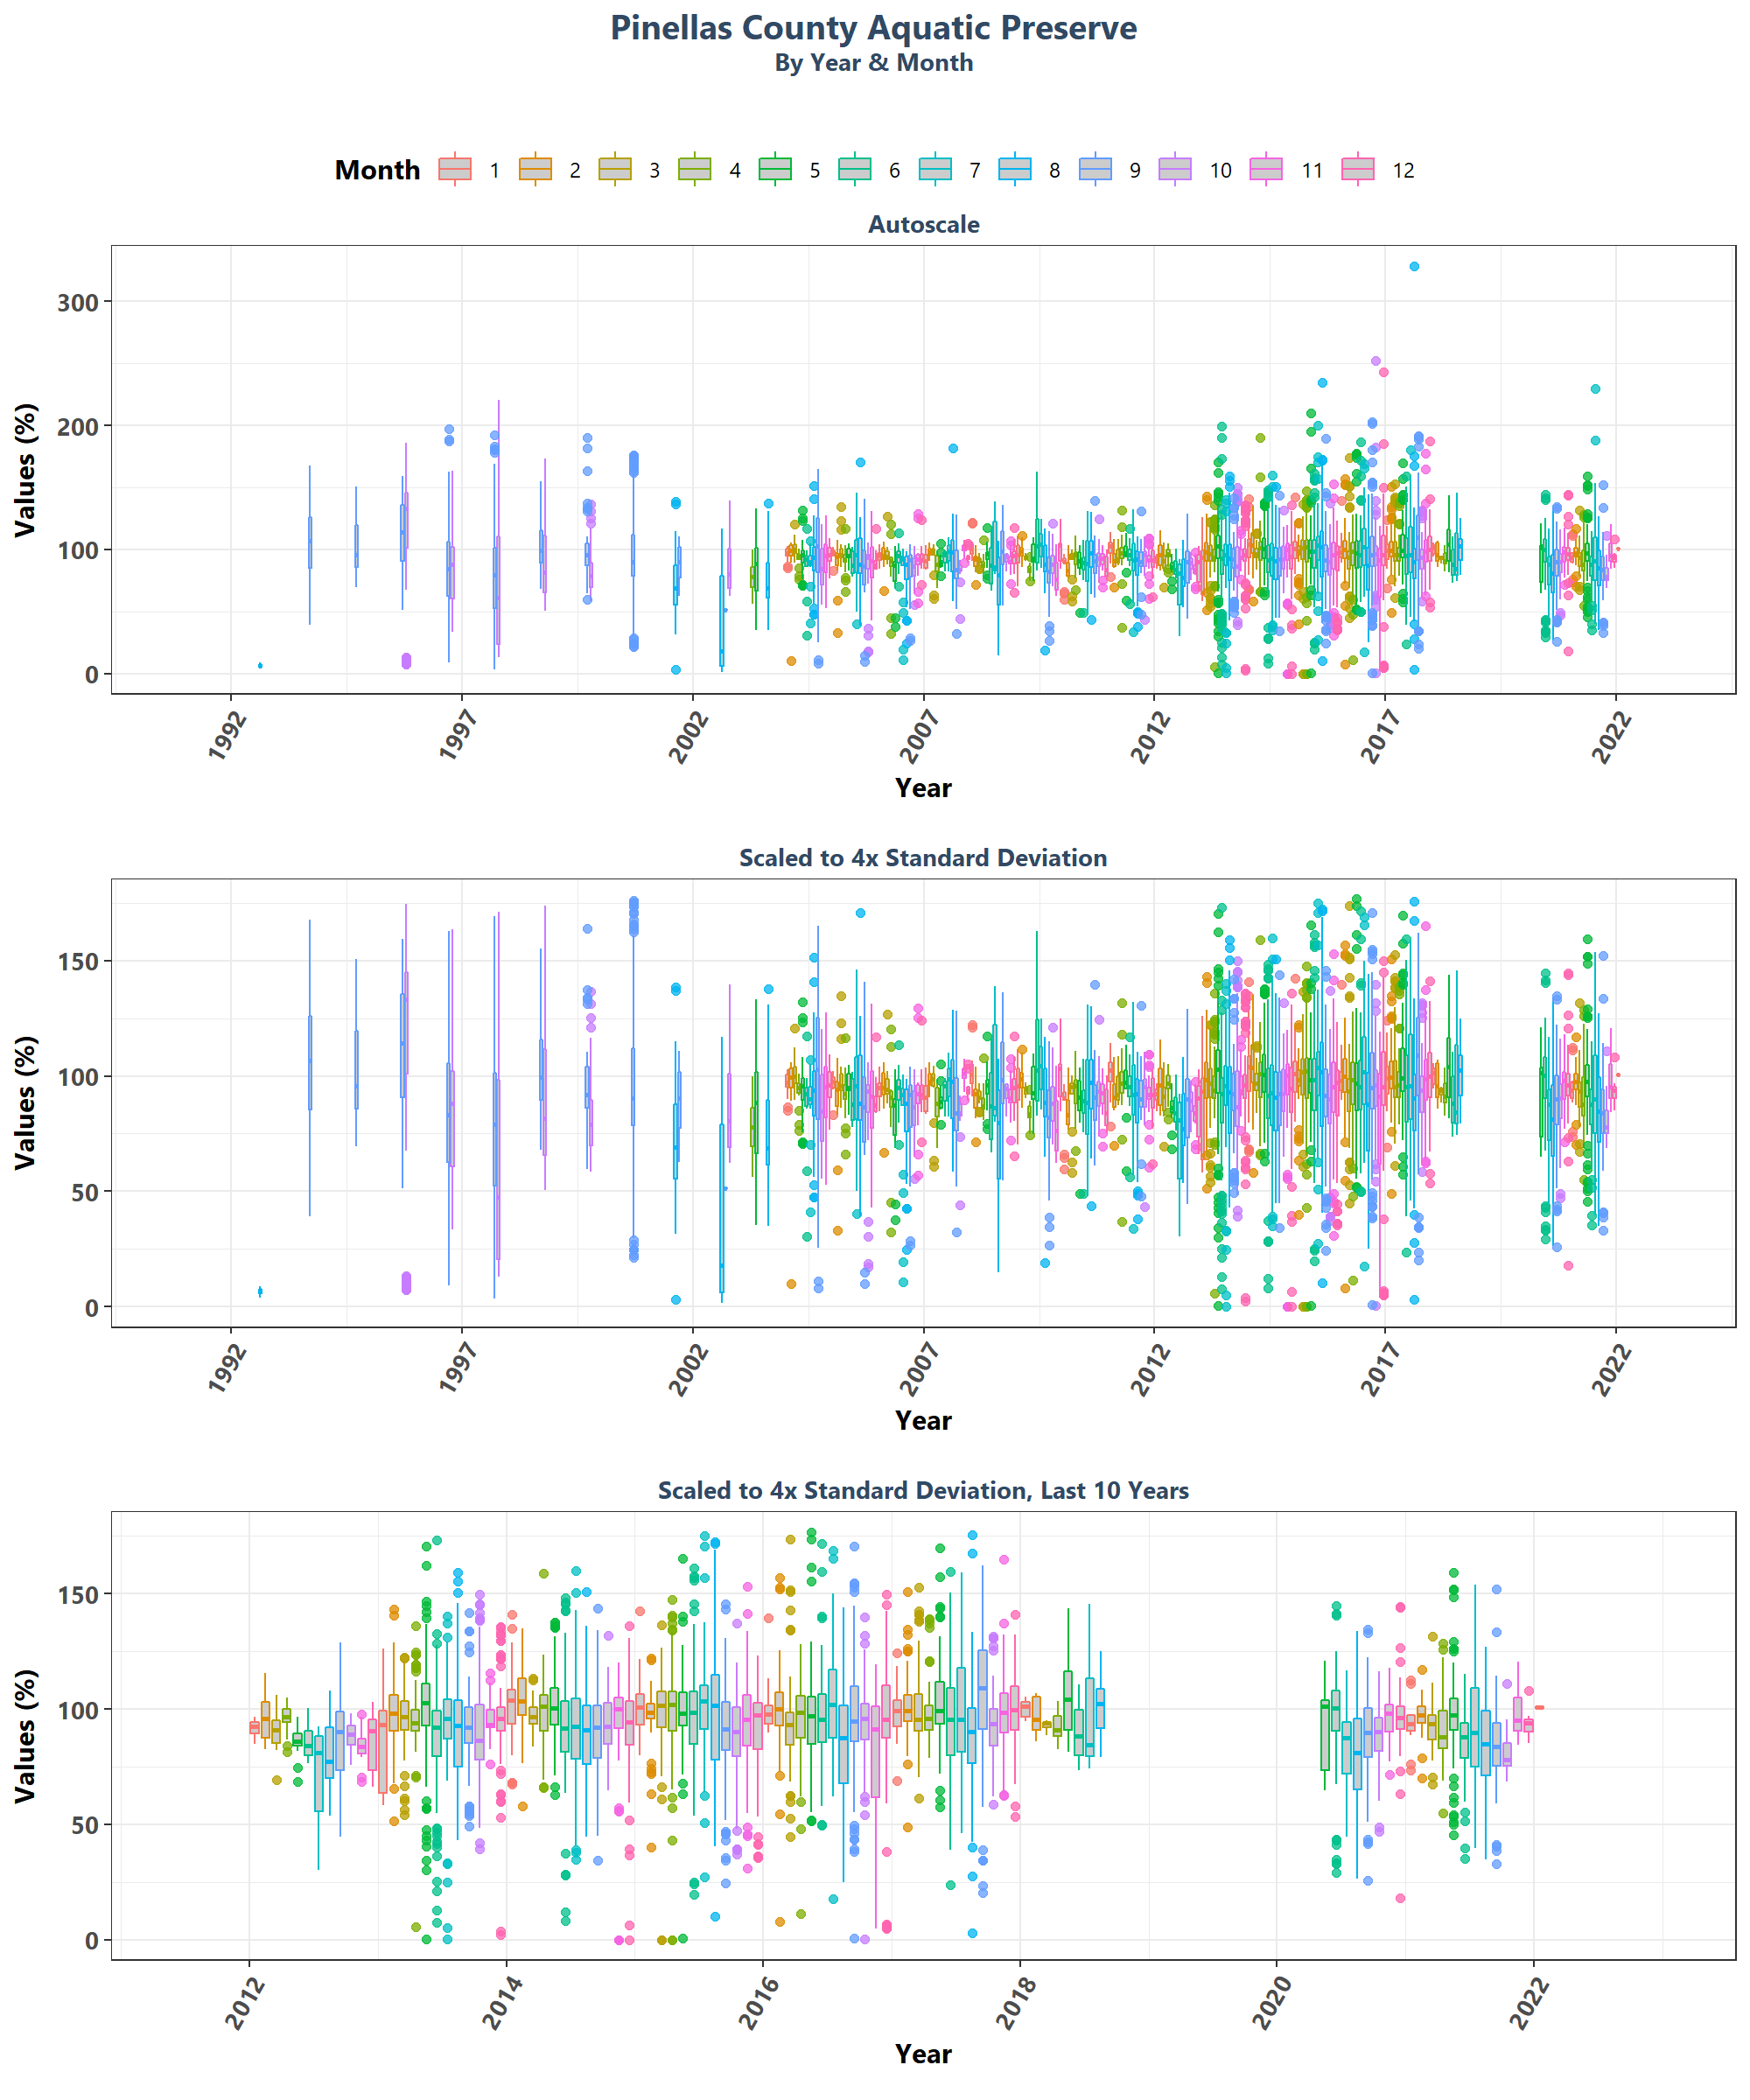 Pinellas County Aquatic Preserve
By Year & Month
Month 1 2 3 4 5 6 7 8 9 10 11 12
Autoscale
Values (%)
300
200
100
0
1992 1997 2002 2007 2012 2017 2022
Year
Scaled to 4x Standard Deviation
Values (%)
150
100
50
0
1992 1997 2002 2007 2012 2017 2022
Year
Scaled to 4x Standard Deviation, Last 10 Years
Values (%)
150
100
50
0
2012 2014 2016 2018 2020 2022
Year